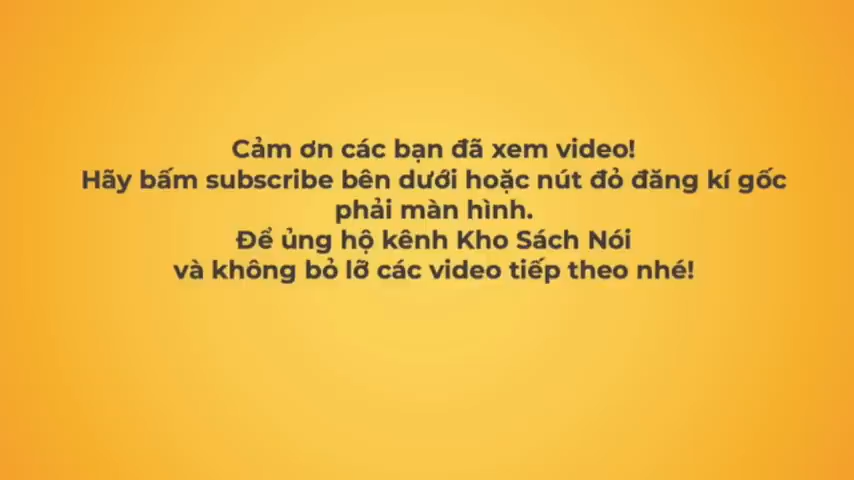 Cảm ơn các bạn đã xem video!
Hãy bấm subscribe bên dưới hoặc nút đỏ đăng kí gốc
phải màn hình.
Để ủng hộ kênh Kho Sách Nói
và không bỏ lỡ các video tiếp theo nhé!